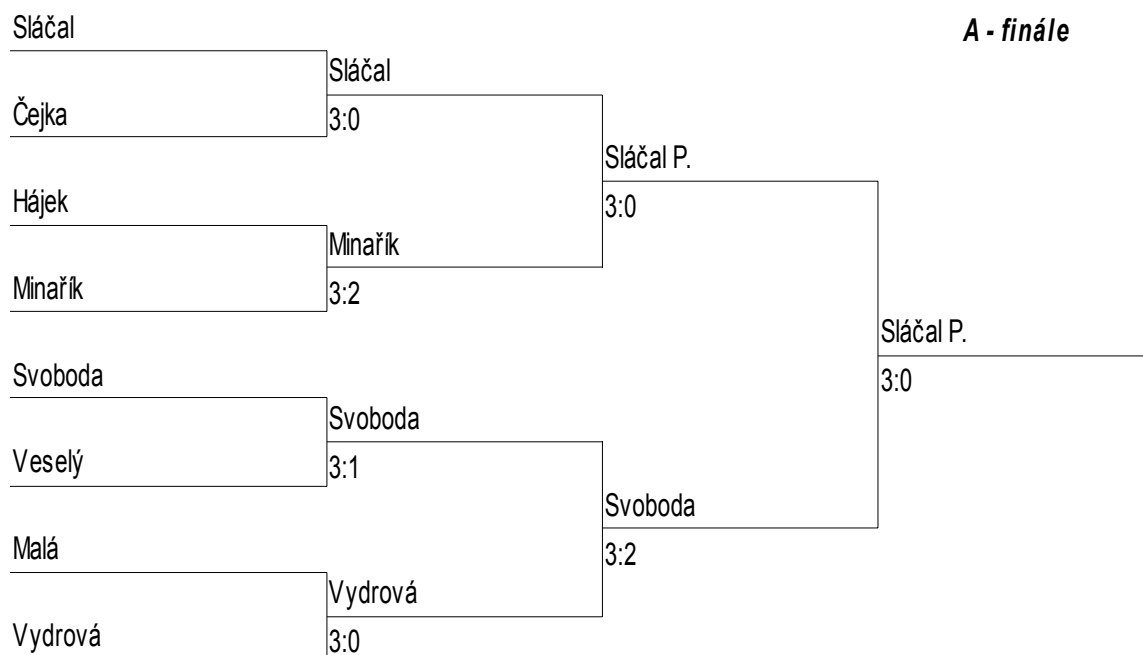 Sláčal
A - finále
Sláčal
Čejka
3:0
Sláčal P.
Hájek
3:0
Minařík
Minařík
3:2
Sláčal P.
Svoboda
3:0
Svoboda
Veselý
3:1
Svoboda
Malá
3:2
Vydrová
Vydrová
3:0